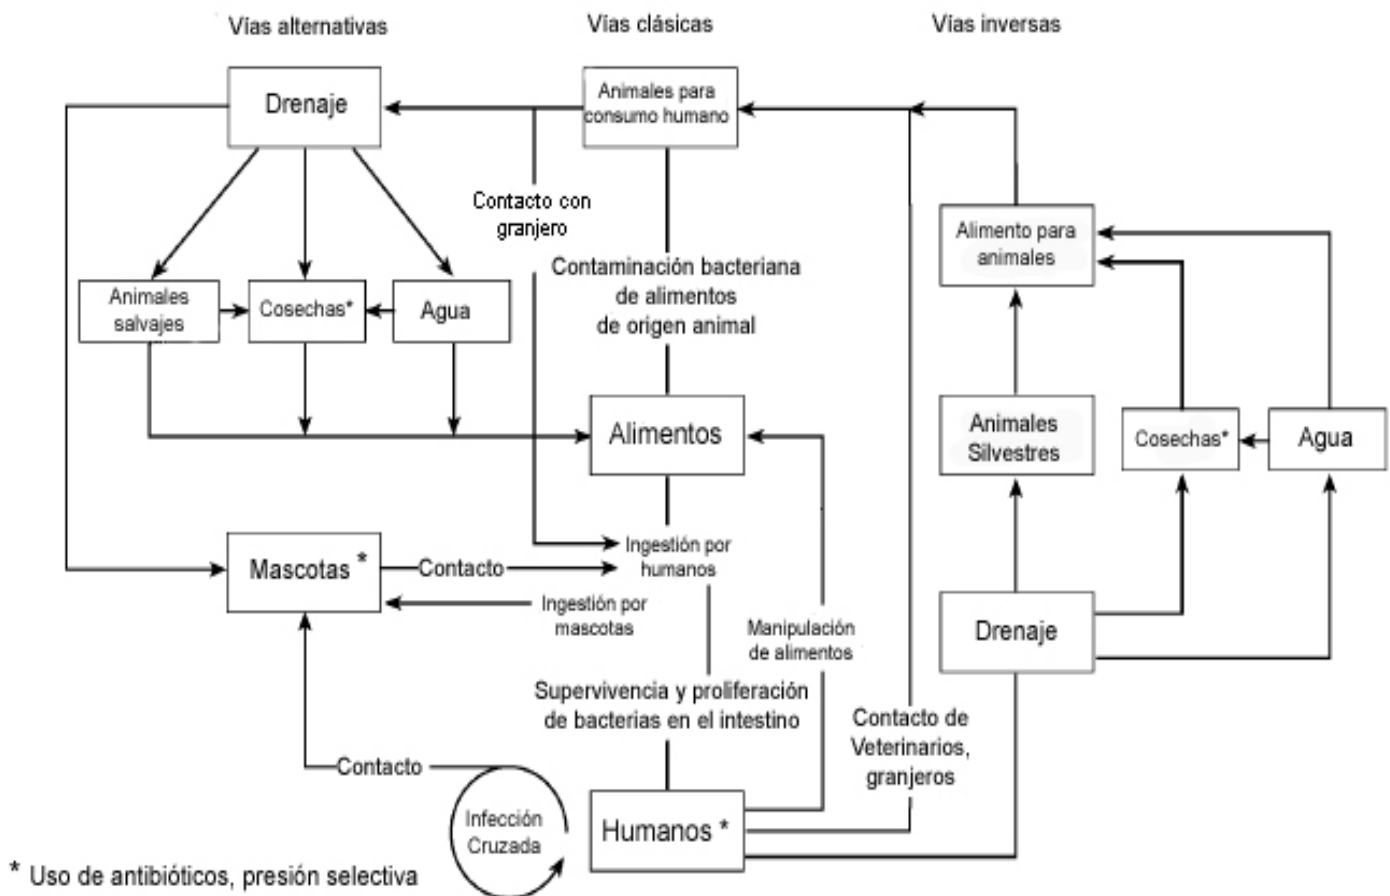 Vías alternativas
Vías clásicas
Vías inversas
Drenaje
Animales para
consumo humano
Contacto con
granjero
Alimento para
animales
Contaminación bacteriana
de alimentos
de origen animal
Animales
salvajes
Cosechas*
Agua
Alimentos
Animales
Silvestres
Cosechas*
Agua
Mascotas *
Contacto
Ingestión por
humanos
Ingestión por
mascotas
Manipulación
de alimentos
Drenaje
Supervivencia y proliferación
de bacterias en el intestino
Contacto de
Veterinarios,
granjeros
Contacto
Infección
Cruzada
Humanos *
* Uso de antibióticos, presión selectiva